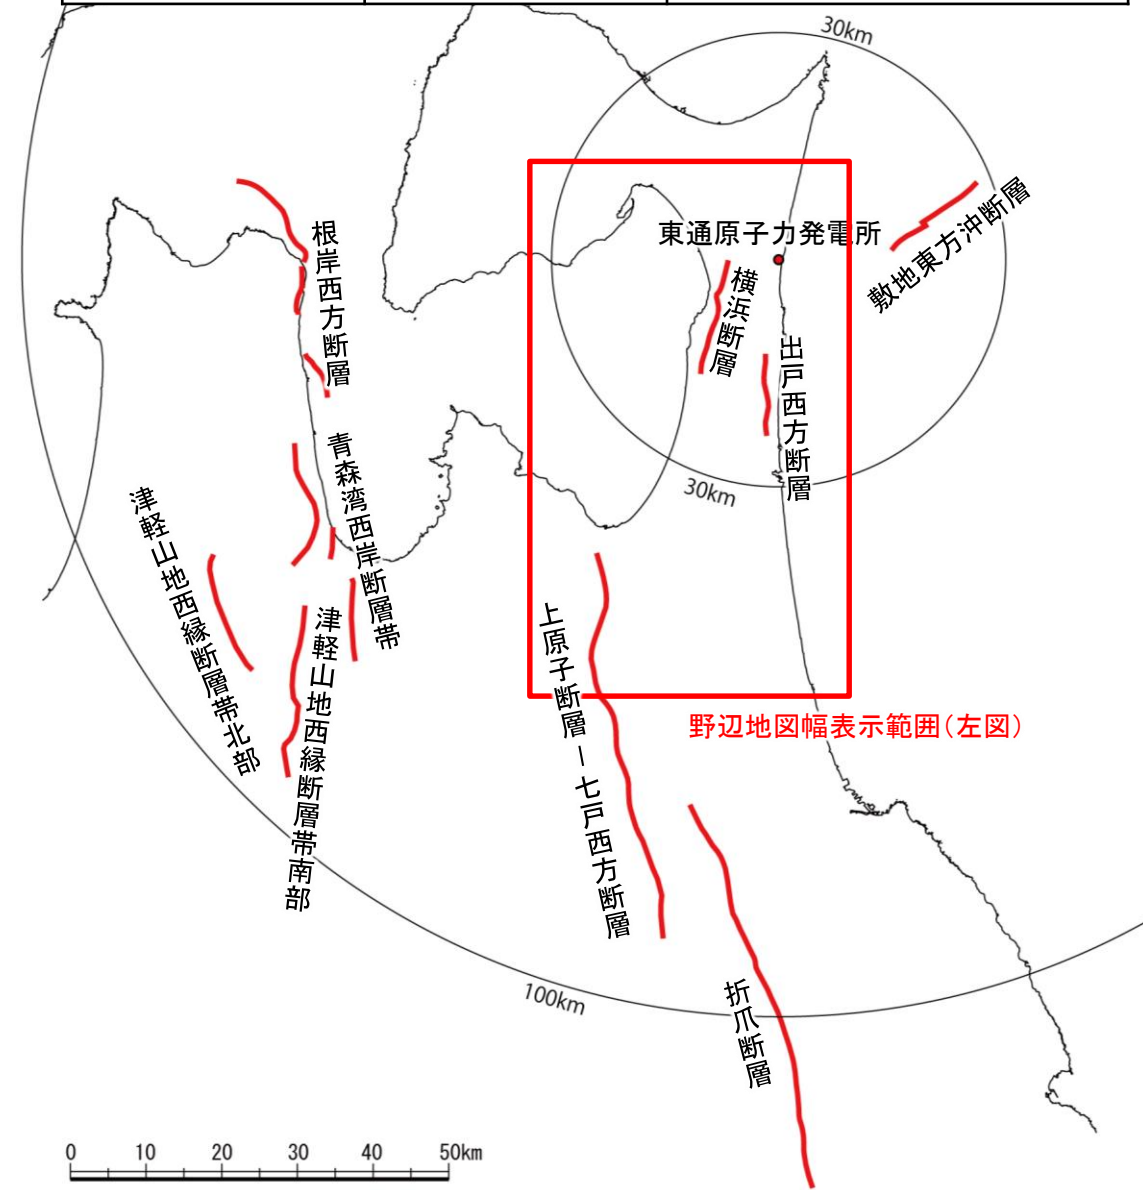 30km
敷地東方沖断層
東通原子力発電所
根岸西方断層
横浜断層
出戸西方断層
30km
青森湾西岸断層帯
津軽山地西縁断層帯北部
津軽山地西縁断層帯南部
上原子断層－七戸西方断層
野辺地図幅表示範囲（左図）
折爪断層
100km
0 10 20 30 40 50km